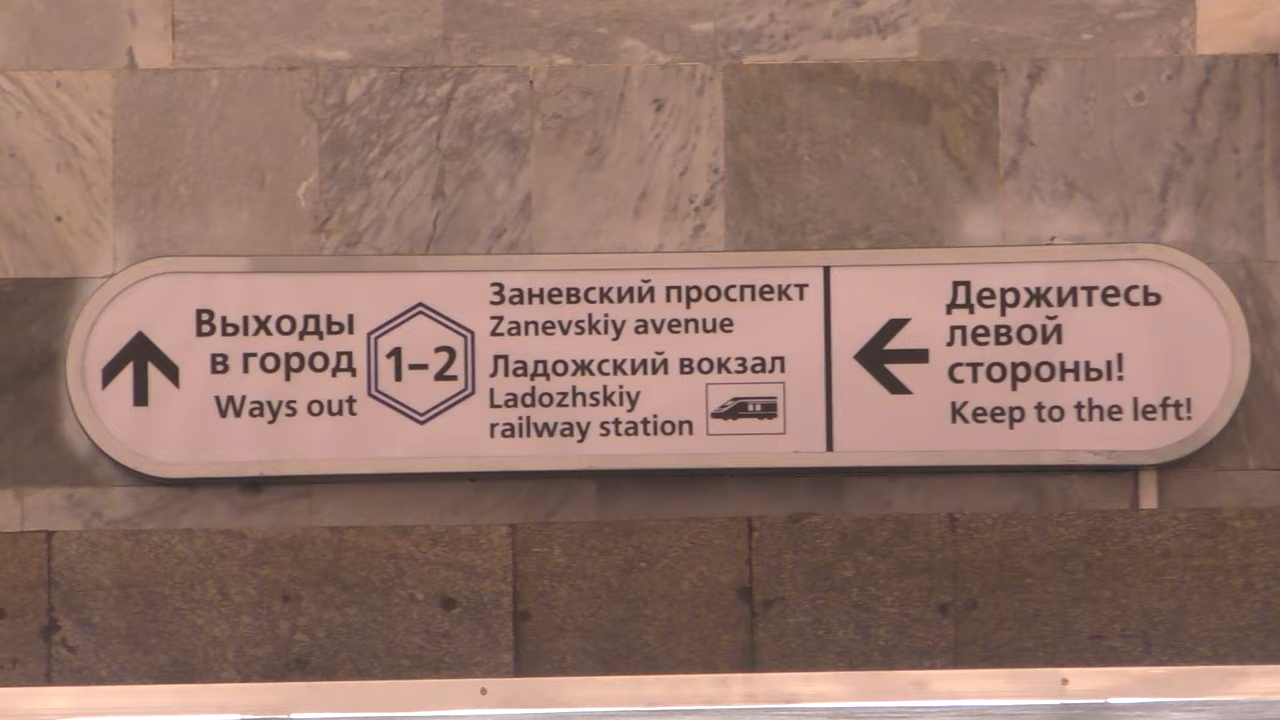 Выходы
в город
Ways out
1–2
Заневский проспект
Zanevskiy avenue
Ладожский вокзал
Ladozhskiy
railway station
Держитесь
левой
стороны!
Keep to the left!